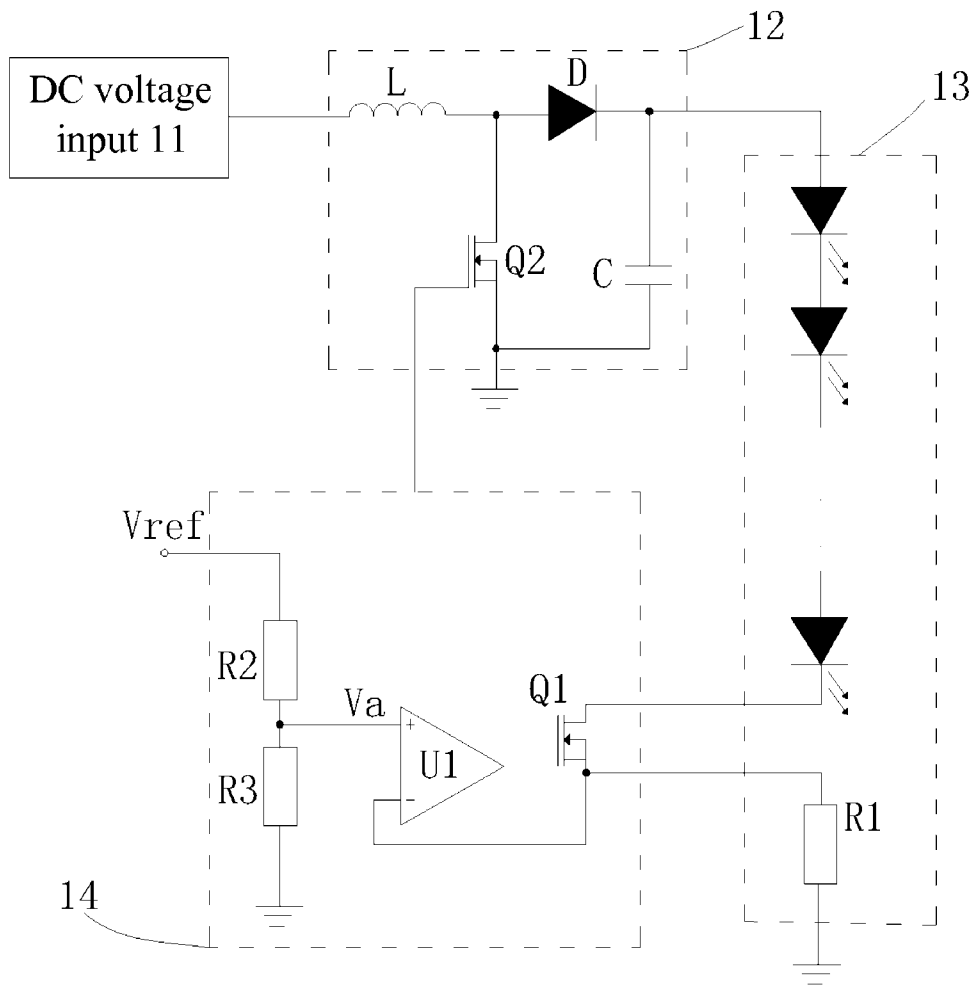 12
L
D
13
DC voltage
input 11
Q2
C
Vref
R2
Va
Q1
+
U1
R3
-
R1
14